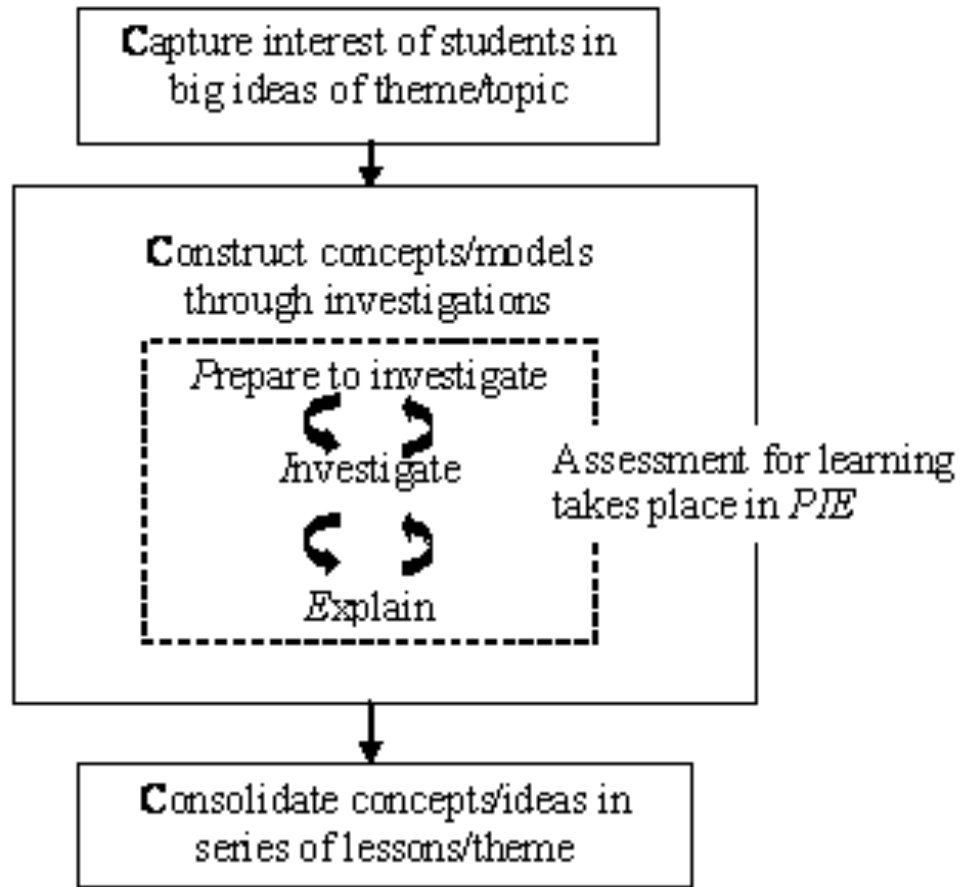 Capture interest of students in
big ideas of theme/topic
Construct concepts/models
through investigations
Prepare to investigate
Investigate
Explain
Assessment for learning
takes place in PIE
Consolidate concepts/ideas in
series of lessons/theme